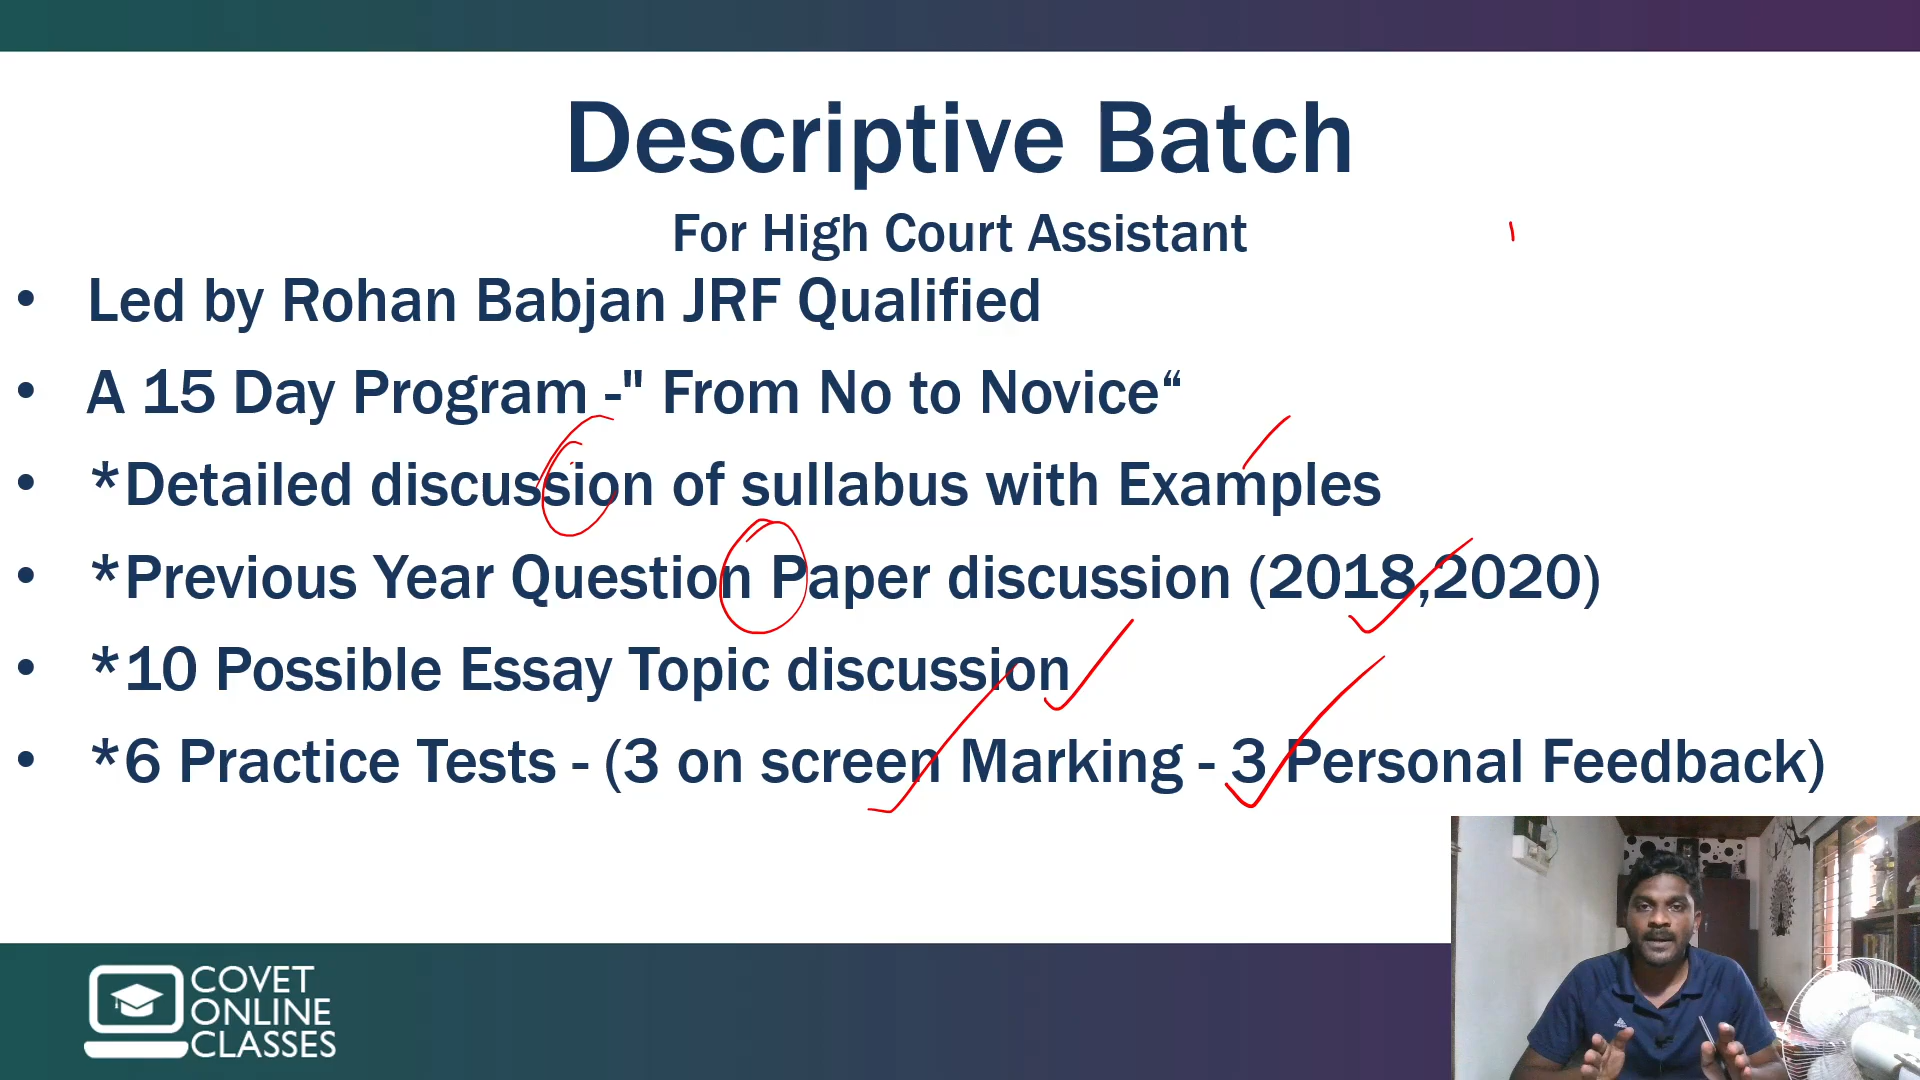 Descriptive Batch
For High Court Assistant
• Led by Rohan Babjan JRF Qualified
• A 15 Day Program -" From No to Novice“
• *Detailed discussion of sullabus with Examples
• *Previous Year Question Paper discussion (2018,2020)
• *10 Possible Essay Topic discussion
• *6 Practice Tests - (3 on screen Marking - 3 Personal Feedback)
COVET
ONLINE
CLASSES